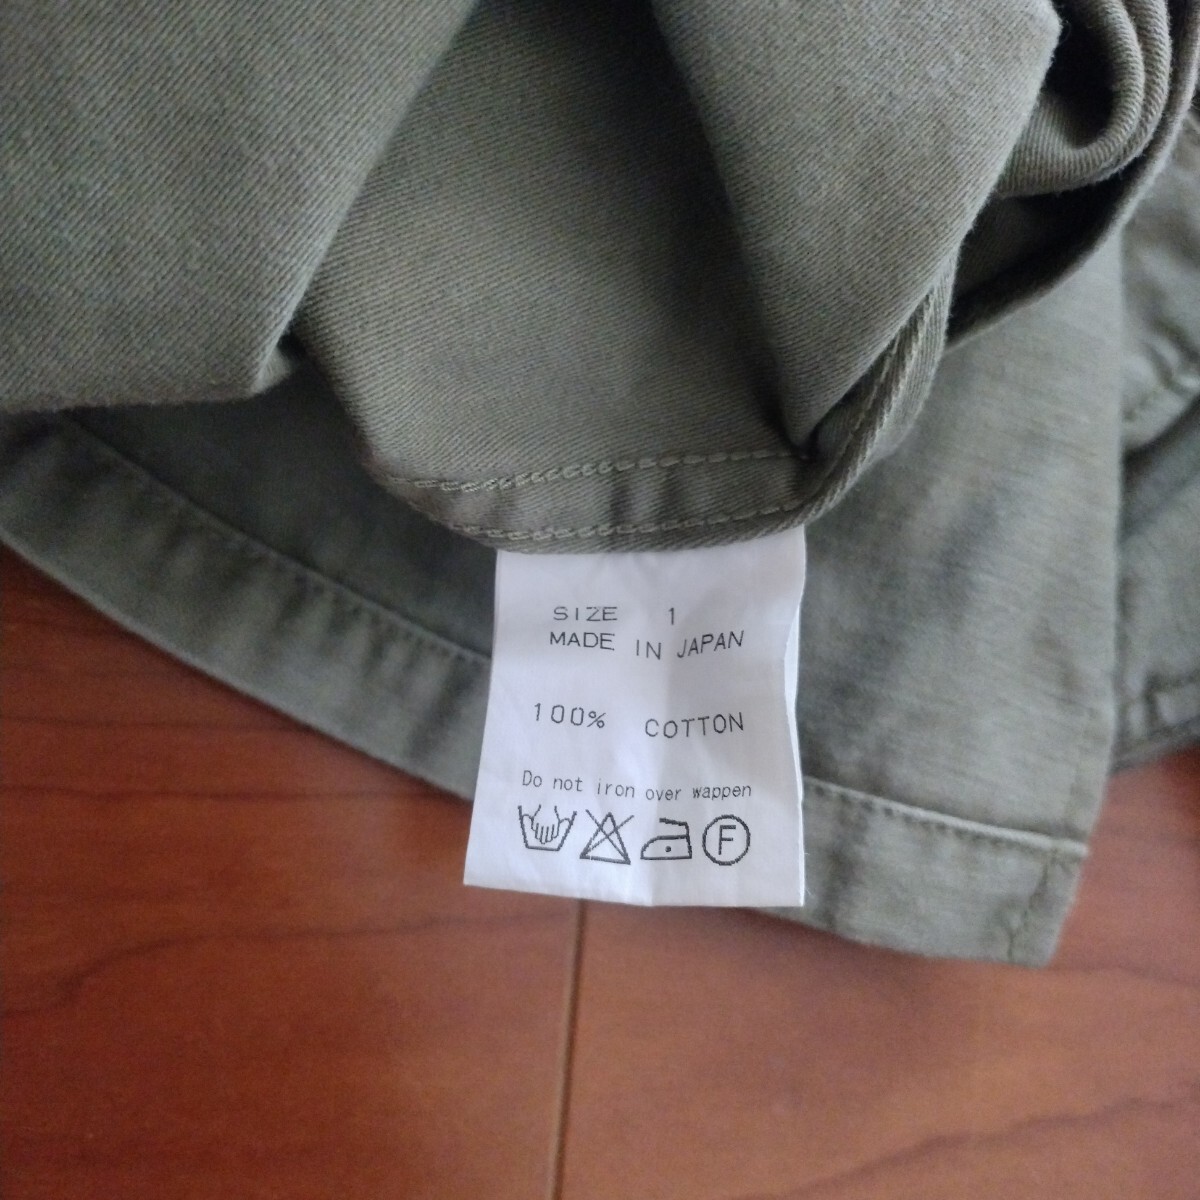 SIZE 1
MADE IN JAPAN
100% COTTON
Do not iron over wappen
F